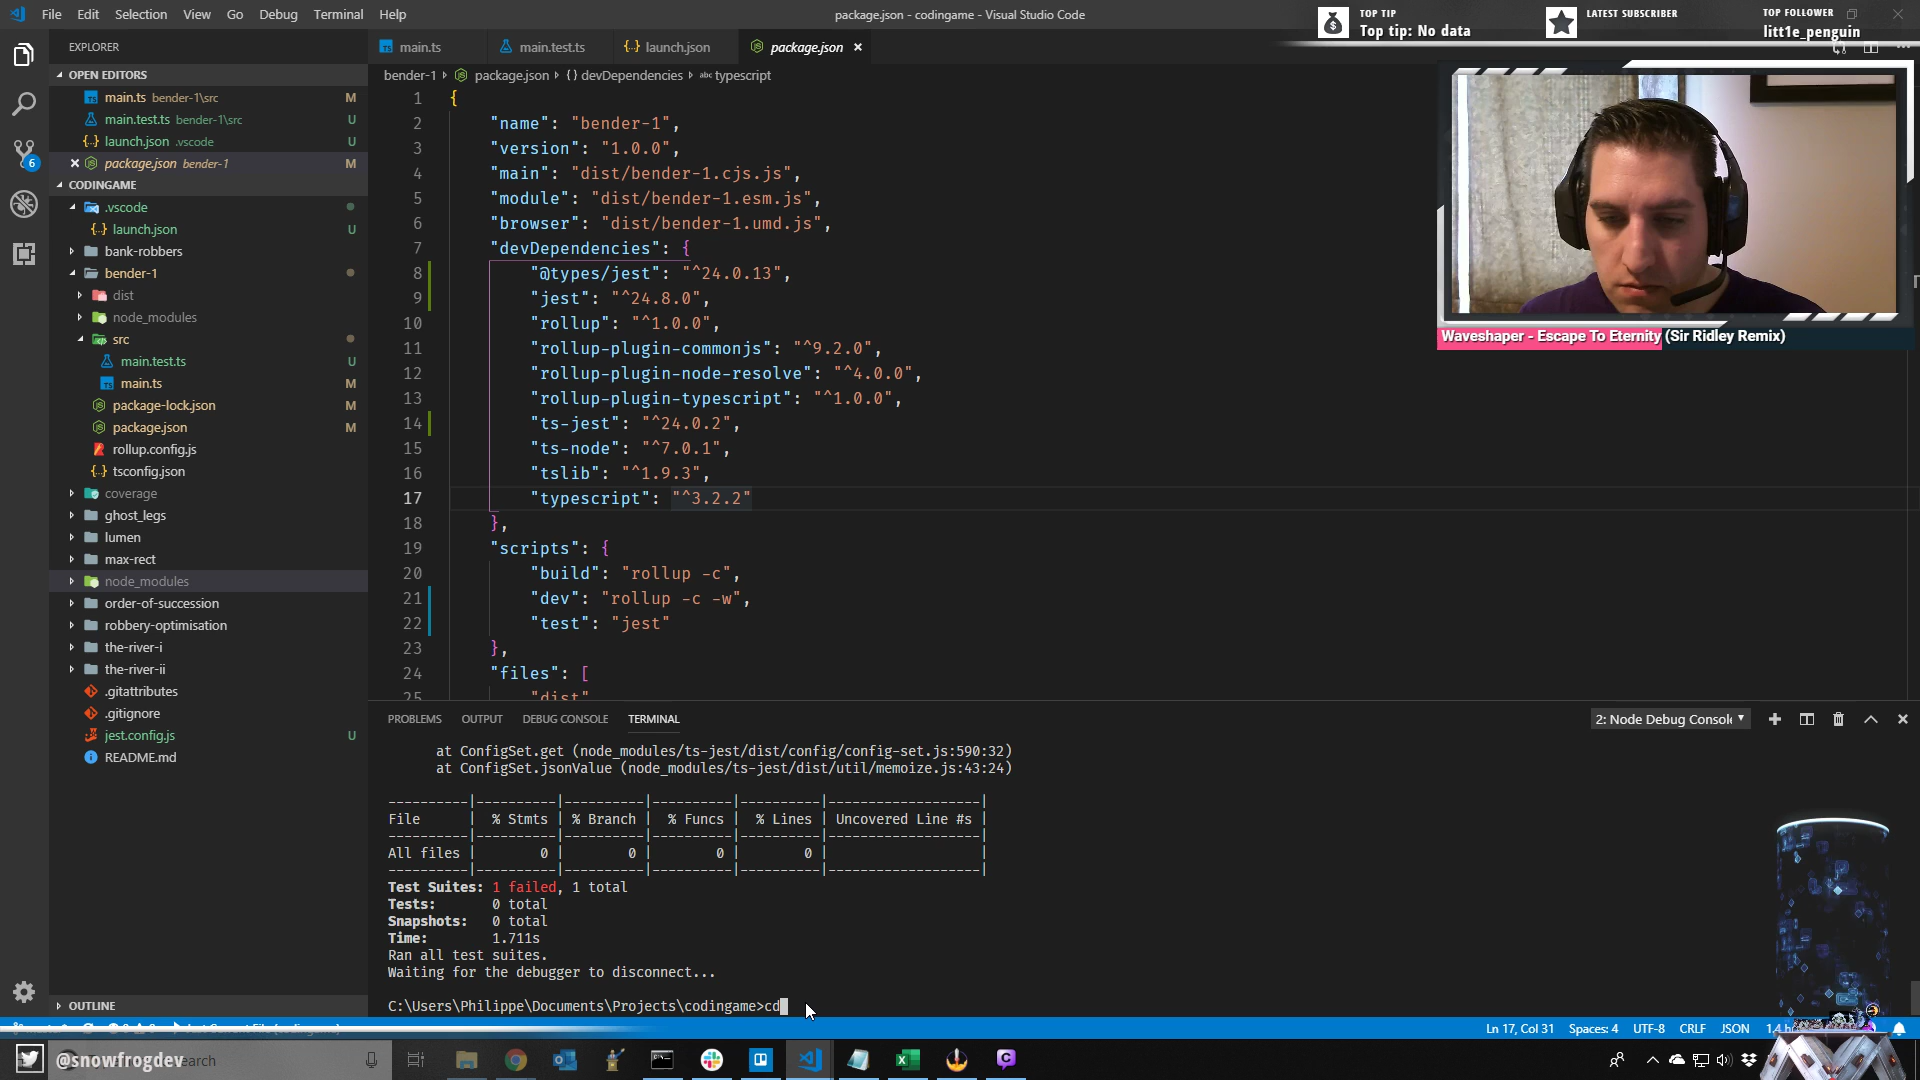 File Edit Selection View Go Debug Terminal Help
package.json - codingame - Visual Studio Code
TOP TIP
Top tip: No data
LATEST SUBSCRIBER
TOP FOLLOWER
litt1e_penguin
EXPLORER
OPEN EDITORS
main.ts bender-1\src M
main.test.ts bender-1\src U
launch.json .vscode U
package.json bender-1 M
CODINGAME
.vscode
launch.json U
bank-robbers
bender-1
dist
node_modules
src
main.test.ts U
main.ts M
package-lock.json M
package.json M
rollup.config.js
tsconfig.json
coverage
ghost_legs
lumen
max-rect
node_modules
order-of-succession
robbery-optimisation
the-river-i
the-river-ii
.gitattributes
.gitignore
jest.config.js U
README.md
OUTLINE
6
main.ts main.test.ts launch.json package.json
bender-1 package.json {} devDependencies abc typescript
1 {
2 "name": "bender-1",
3 "version": "1.0.0",
4 "main": "dist/bender-1.cjs.js",
5 "module": "dist/bender-1.esm.js",
6 "browser": "dist/bender-1.umd.js",
7 "devDependencies": {
8 "@types/jest": "^24.0.13",
9 "jest": "^24.8.0",
10 "rollup": "^1.0.0",
11 "rollup-plugin-commonjs": "^9.2.0",
12 "rollup-plugin-node-resolve": "^4.0.0",
13 "rollup-plugin-typescript": "^1.0.0",
14 "ts-jest": "^24.0.2",
15 "ts-node": "^7.0.1",
16 "tslib": "^1.9.3",
17 "typescript": "^3.2.2"
18 },
19 "scripts": {
20 "build": "rollup -c",
21 "dev": "rollup -c -w",
22 "test": "jest"
23 },
24 "files": [
25 "dist"
Waveshaper - Escape To Eternity (Sir Ridley Remix)
PROBLEMS OUTPUT DEBUG CONSOLE TERMINAL
2: Node Debug Console
at ConfigSet.get (node_modules/ts-jest/dist/config/config-set.js:590:32)
at ConfigSet.jsonValue (node_modules/ts-jest/dist/util/memoize.js:43:24)
----------|----------|----------|----------|----------|-------------------|
File | % Stmts | % Branch | % Funcs | % Lines | Uncovered Line #s |
----------|----------|----------|----------|----------|-------------------|
All files | 0 | 0 | 0 | 0 | |
----------|----------|----------|----------|----------|-------------------|
Test Suites: 1 failed, 1 total
Tests: 0 total
Snapshots: 0 total
Time: 1.711s
Ran all test suites.
Waiting for the debugger to disconnect...
C:\Users\Philippe\Documents\Projects\codingame>cd
Ln 17, Col 31 Spaces: 4 UTF-8 CRLF JSON
@snowfrogdev